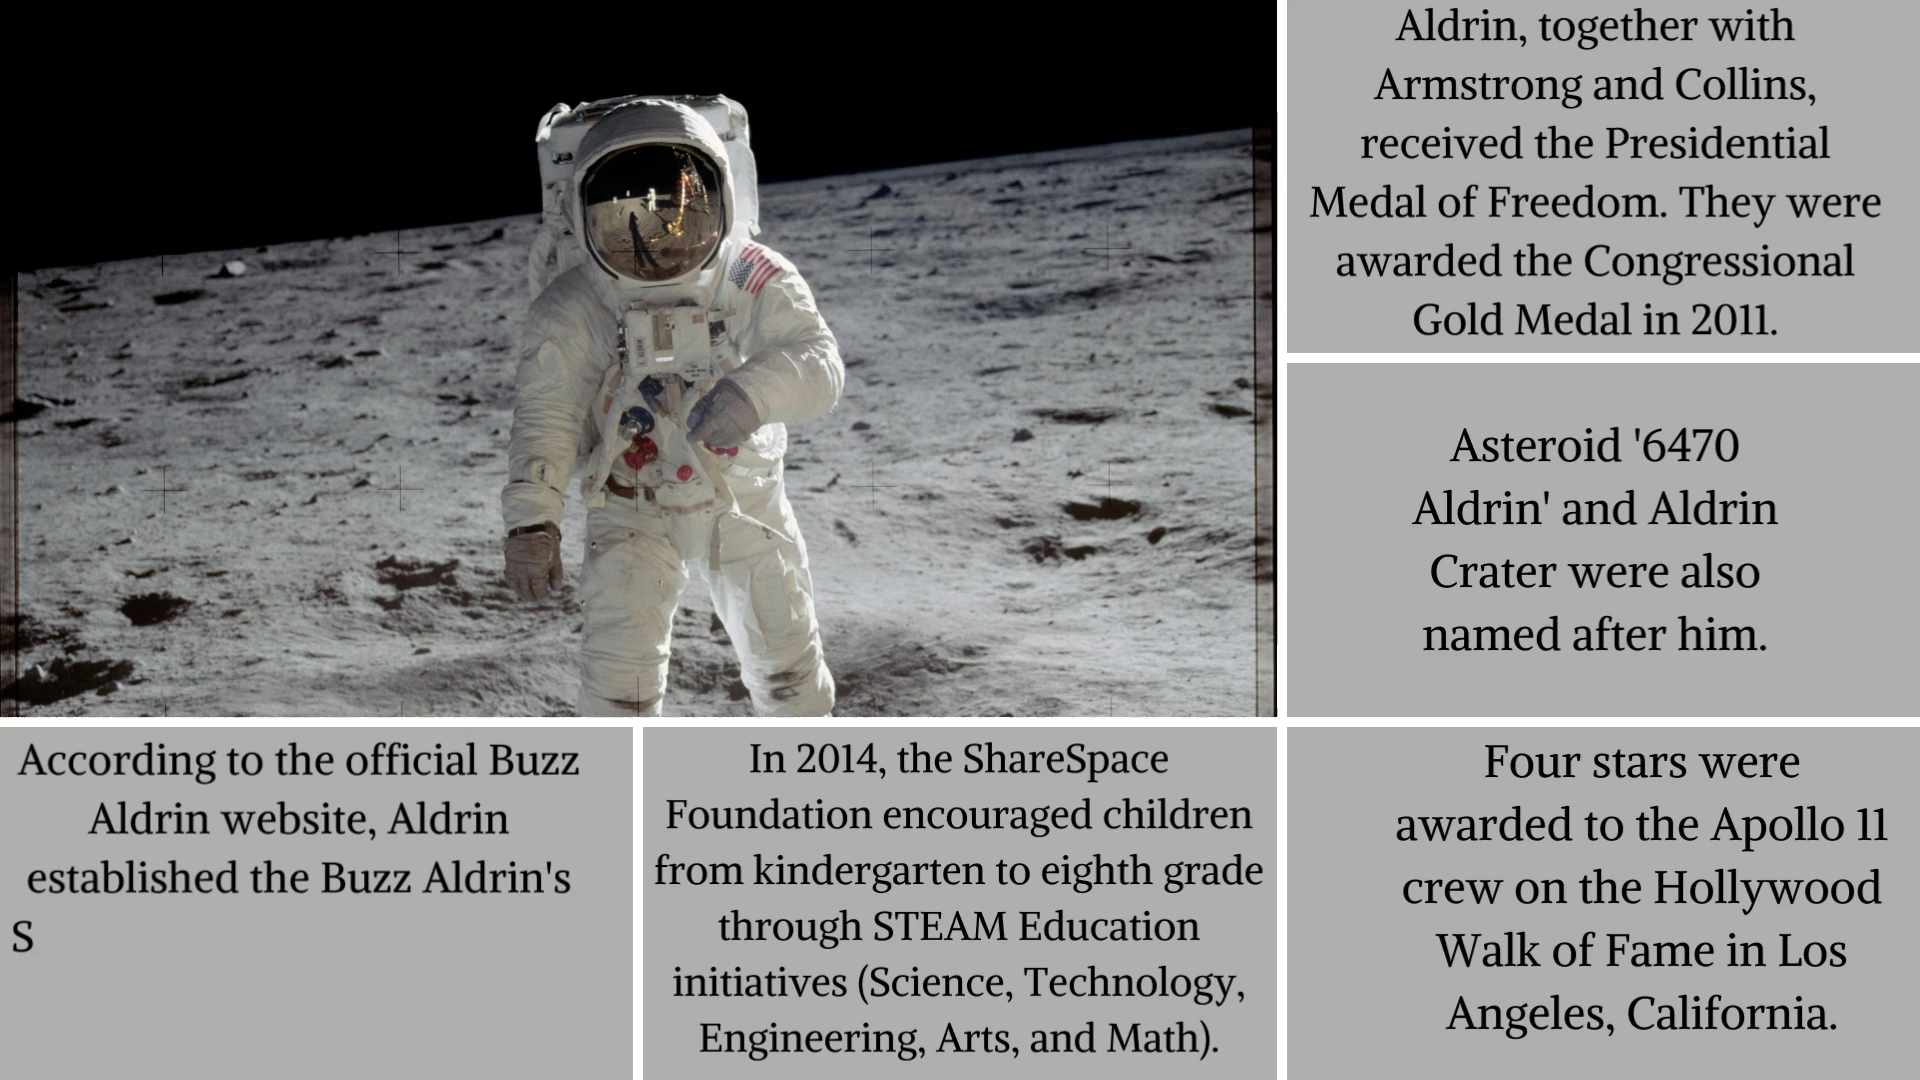 Aldrin, together with
Armstrong and Collins,
received the Presidential
Medal of Freedom. They were
awarded the Congressional
Gold Medal in 2011.
Asteroid '6470
Aldrin' and Aldrin
Crater were also
named after him.
According to the official Buzz
Aldrin website, Aldrin
established the Buzz Aldrin's
S
In 2014, the ShareSpace
Foundation encouraged children
from kindergarten to eighth grade
through STEAM Education
initiatives (Science, Technology,
Engineering, Arts, and Math).
Four stars were
awarded to the Apollo 11
crew on the Hollywood
Walk of Fame in Los
Angeles, California.